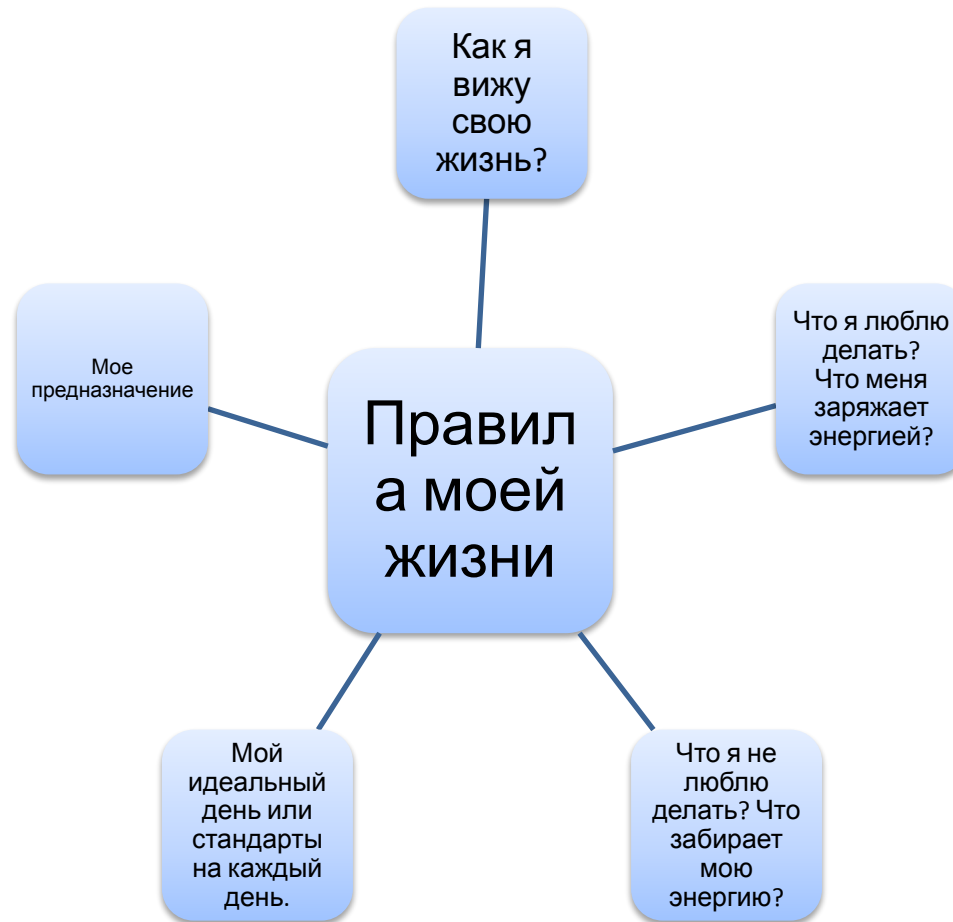 Как я
вижу
свою
жизнь?
Что я люблю
делать?
Что меня
заряжает
энергией?
Мое
предназначение
Правил
а моей
жизни
Мой
идеальный
день или
стандарты
на каждый
день.
Что я не
люблю
делать? Что
забирает
мою
энергию?